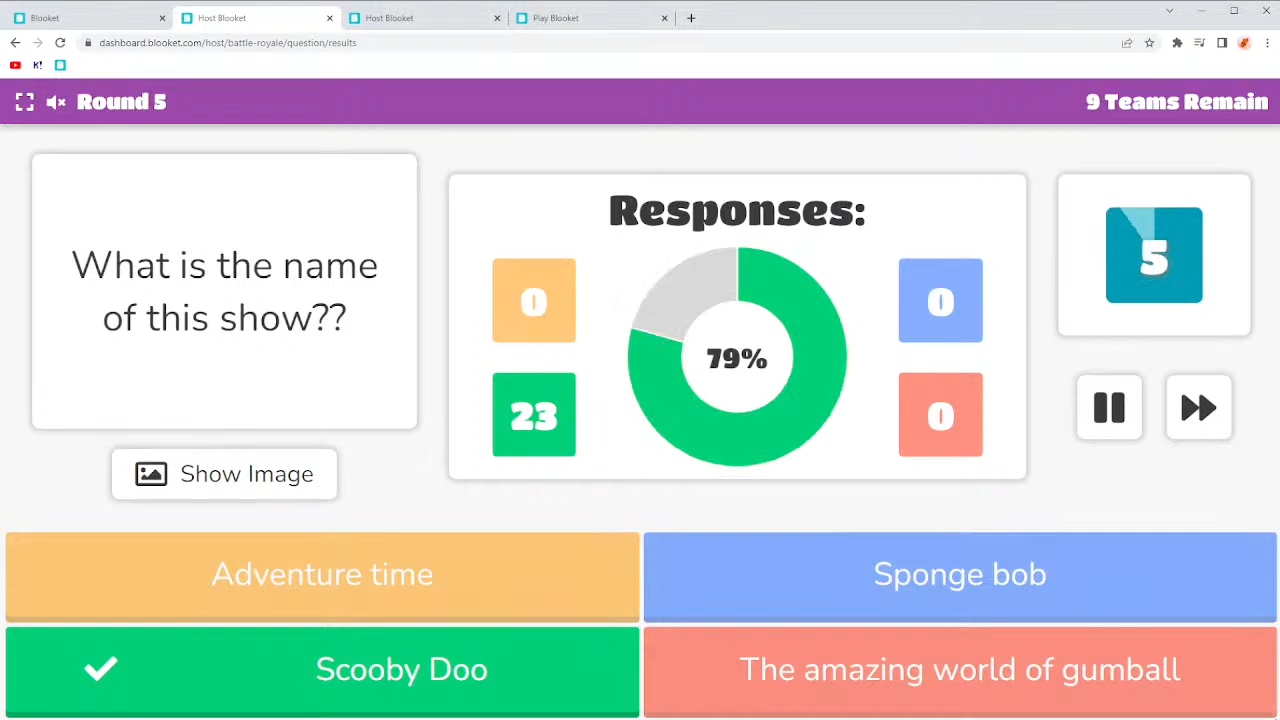 Blooket
Host Blooket
Host Blooket
Play Blooket
dashboard.blooket.com/host/battle-royale/question/results
K!
Round 5
9 Teams Remain
What is the name
of this show??
Show Image
Responses:
0
0
79%
23
0
5
Adventure time
Sponge bob
Scooby Doo
The amazing world of gumball